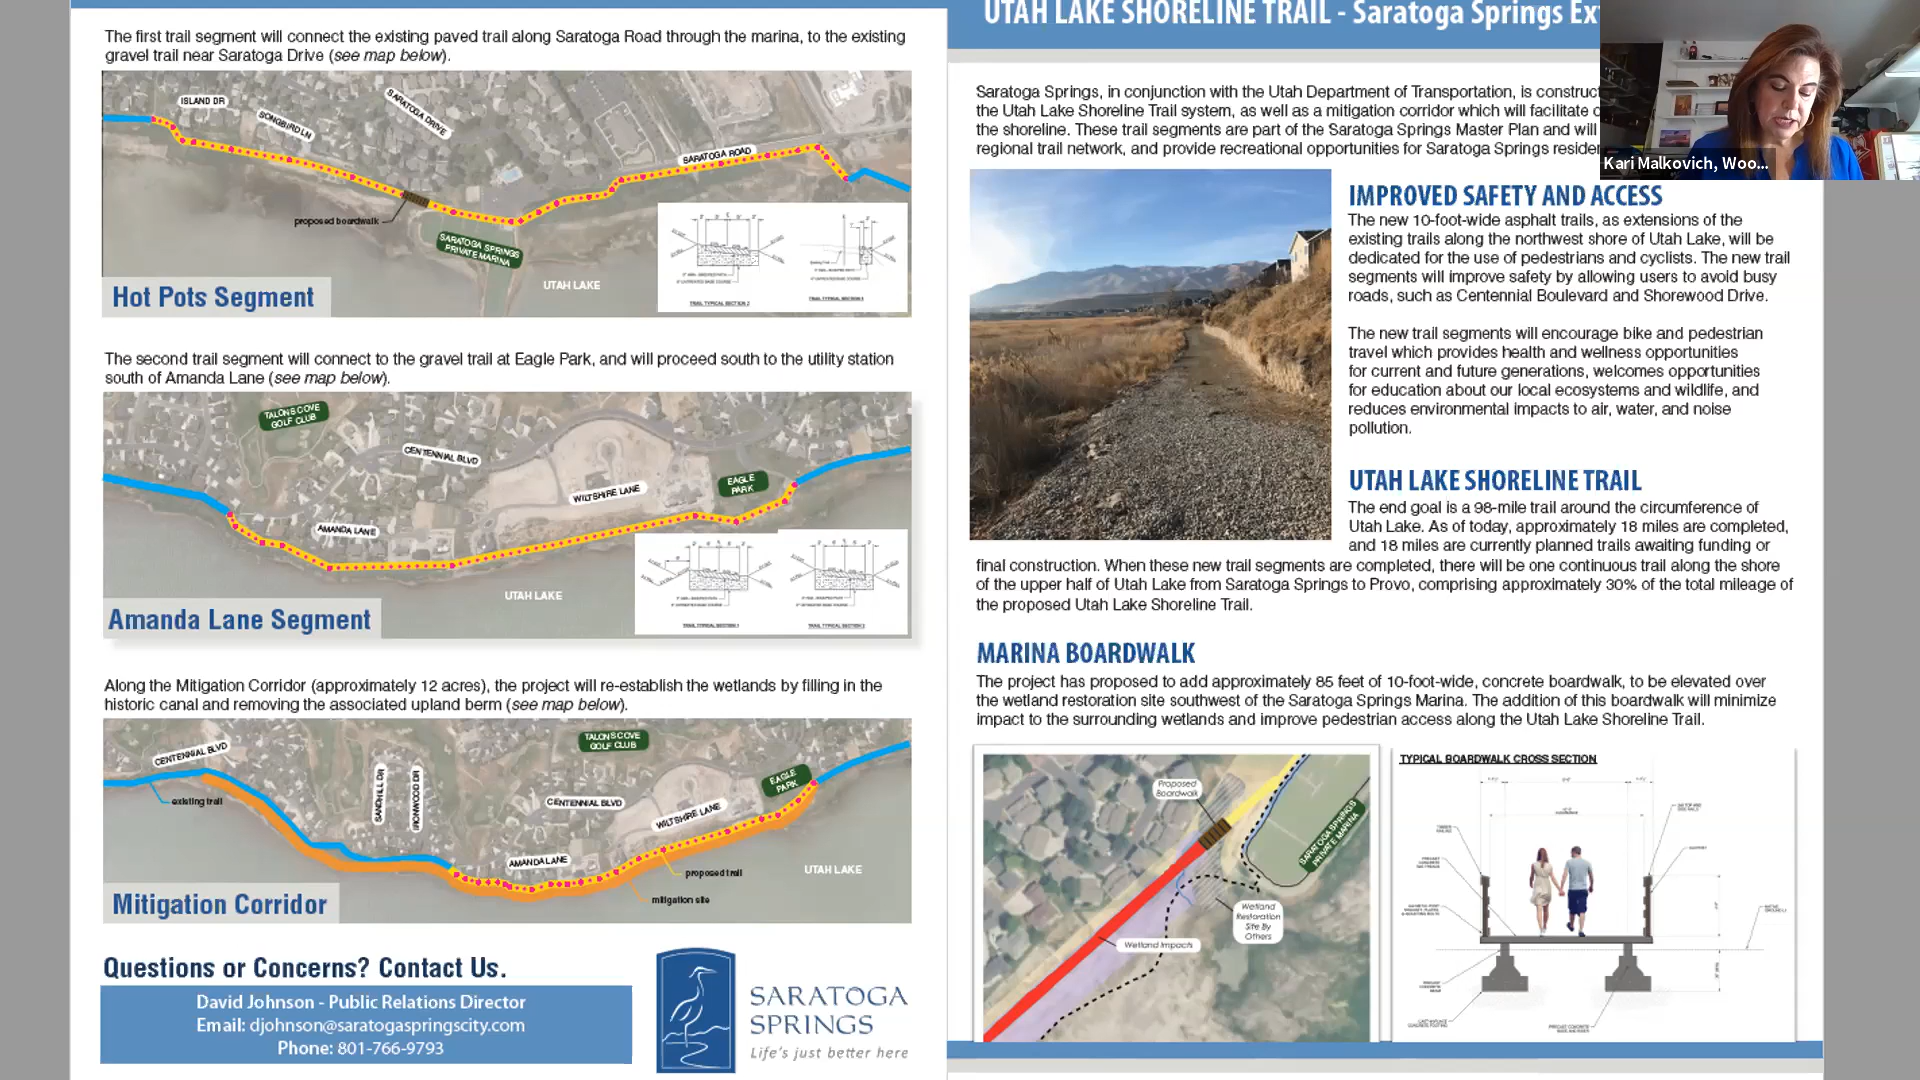 The first trail segment will connect the existing paved trail along Saratoga Road through the marina, to the existing
gravel trail near Saratoga Drive (see map below).
ISLAND DR
SONGBIRD LN
SARATOGA DRIVE
SARATOGA ROAD
proposed boardwalk
SARATOGA SPRINGS
PRIVATE MARINA
UTAH LAKE
TRAIL TYPICAL SECTION 2
Hot Pots Segment
The second trail segment will connect to the gravel trail at Eagle Park, and will proceed south to the utility station
south of Amanda Lane (see map below).
TALONS COVE
GOLF CLUB
CENTENNIAL BLVD
WILTSHIRE LANE
EAGLE
PARK
AMANDA LANE
UTAH LAKE
Amanda Lane Segment
Along the Mitigation Corridor (approximately 12 acres), the project will re-establish the wetlands by filling in the
historic canal and removing the associated upland berm (see map below).
CENTENNIAL BLVD
TALONS COVE
GOLF CLUB
existing trail
SANDHILL DR
IRONWOOD DR
CENTENNIAL BLVD
WILTSHIRE LANE
EAGLE
PARK
AMANDA LANE
proposed trail
mitigation site
UTAH LAKE
Mitigation Corridor
Questions or Concerns? Contact Us.
David Johnson - Public Relations Director
Email: djohnson@saratogaspringscity.com
Phone: 801-766-9793
SARATOGA
SPRINGS
Life's just better here
UTAH LAKE SHORELINE TRAIL - Saratoga Springs
Saratoga Springs, in conjunction with the Utah Department of Transportation, is
the Utah Lake Shoreline Trail system, as well as a mitigation corridor which will facilitate
the shoreline. These trail segments are part of the Saratoga Springs Master Plan and will
regional trail network, and provide recreational opportunities for Saratoga Springs
Kari Malkovich, Woo...
IMPROVED SAFETY AND ACCESS
The new 10-foot-wide asphalt trails, as extensions of the
existing trails along the northwest shore of Utah Lake, will be
dedicated for the use of pedestrians and cyclists. The new trail
segments will improve safety by allowing users to avoid busy
roads, such as Centennial Boulevard and Shorewood Drive.
The new trail segments will encourage bike and pedestrian
travel which provides health and wellness opportunities
for current and future generations, welcomes opportunities
for education about our local ecosystems and wildlife, and
reduces environmental impacts to air, water, and noise
pollution.
UTAH LAKE SHORELINE TRAIL
The end goal is a 98-mile trail around the circumference of
Utah Lake. As of today, approximately 18 miles are completed,
and 18 miles are currently planned trails awaiting funding or
final construction. When these new trail segments are completed, there will be one continuous trail along the shore
of the upper half of Utah Lake from Saratoga Springs to Provo, comprising approximately 30% of the total mileage of
the proposed Utah Lake Shoreline Trail.
MARINA BOARDWALK
The project has proposed to add approximately 85 feet of 10-foot-wide, concrete boardwalk, to be elevated over
the wetland restoration site southwest of the Saratoga Springs Marina. The addition of this boardwalk will minimize
impact to the surrounding wetlands and improve pedestrian access along the Utah Lake Shoreline Trail.
Proposed
Boardwalk
SARATOGA SPRINGS
PRIVATE MARINA
Wetland
Restoration
Site By
Others
Wetland Impacts
TYPICAL BOARDWALK CROSS SECTION